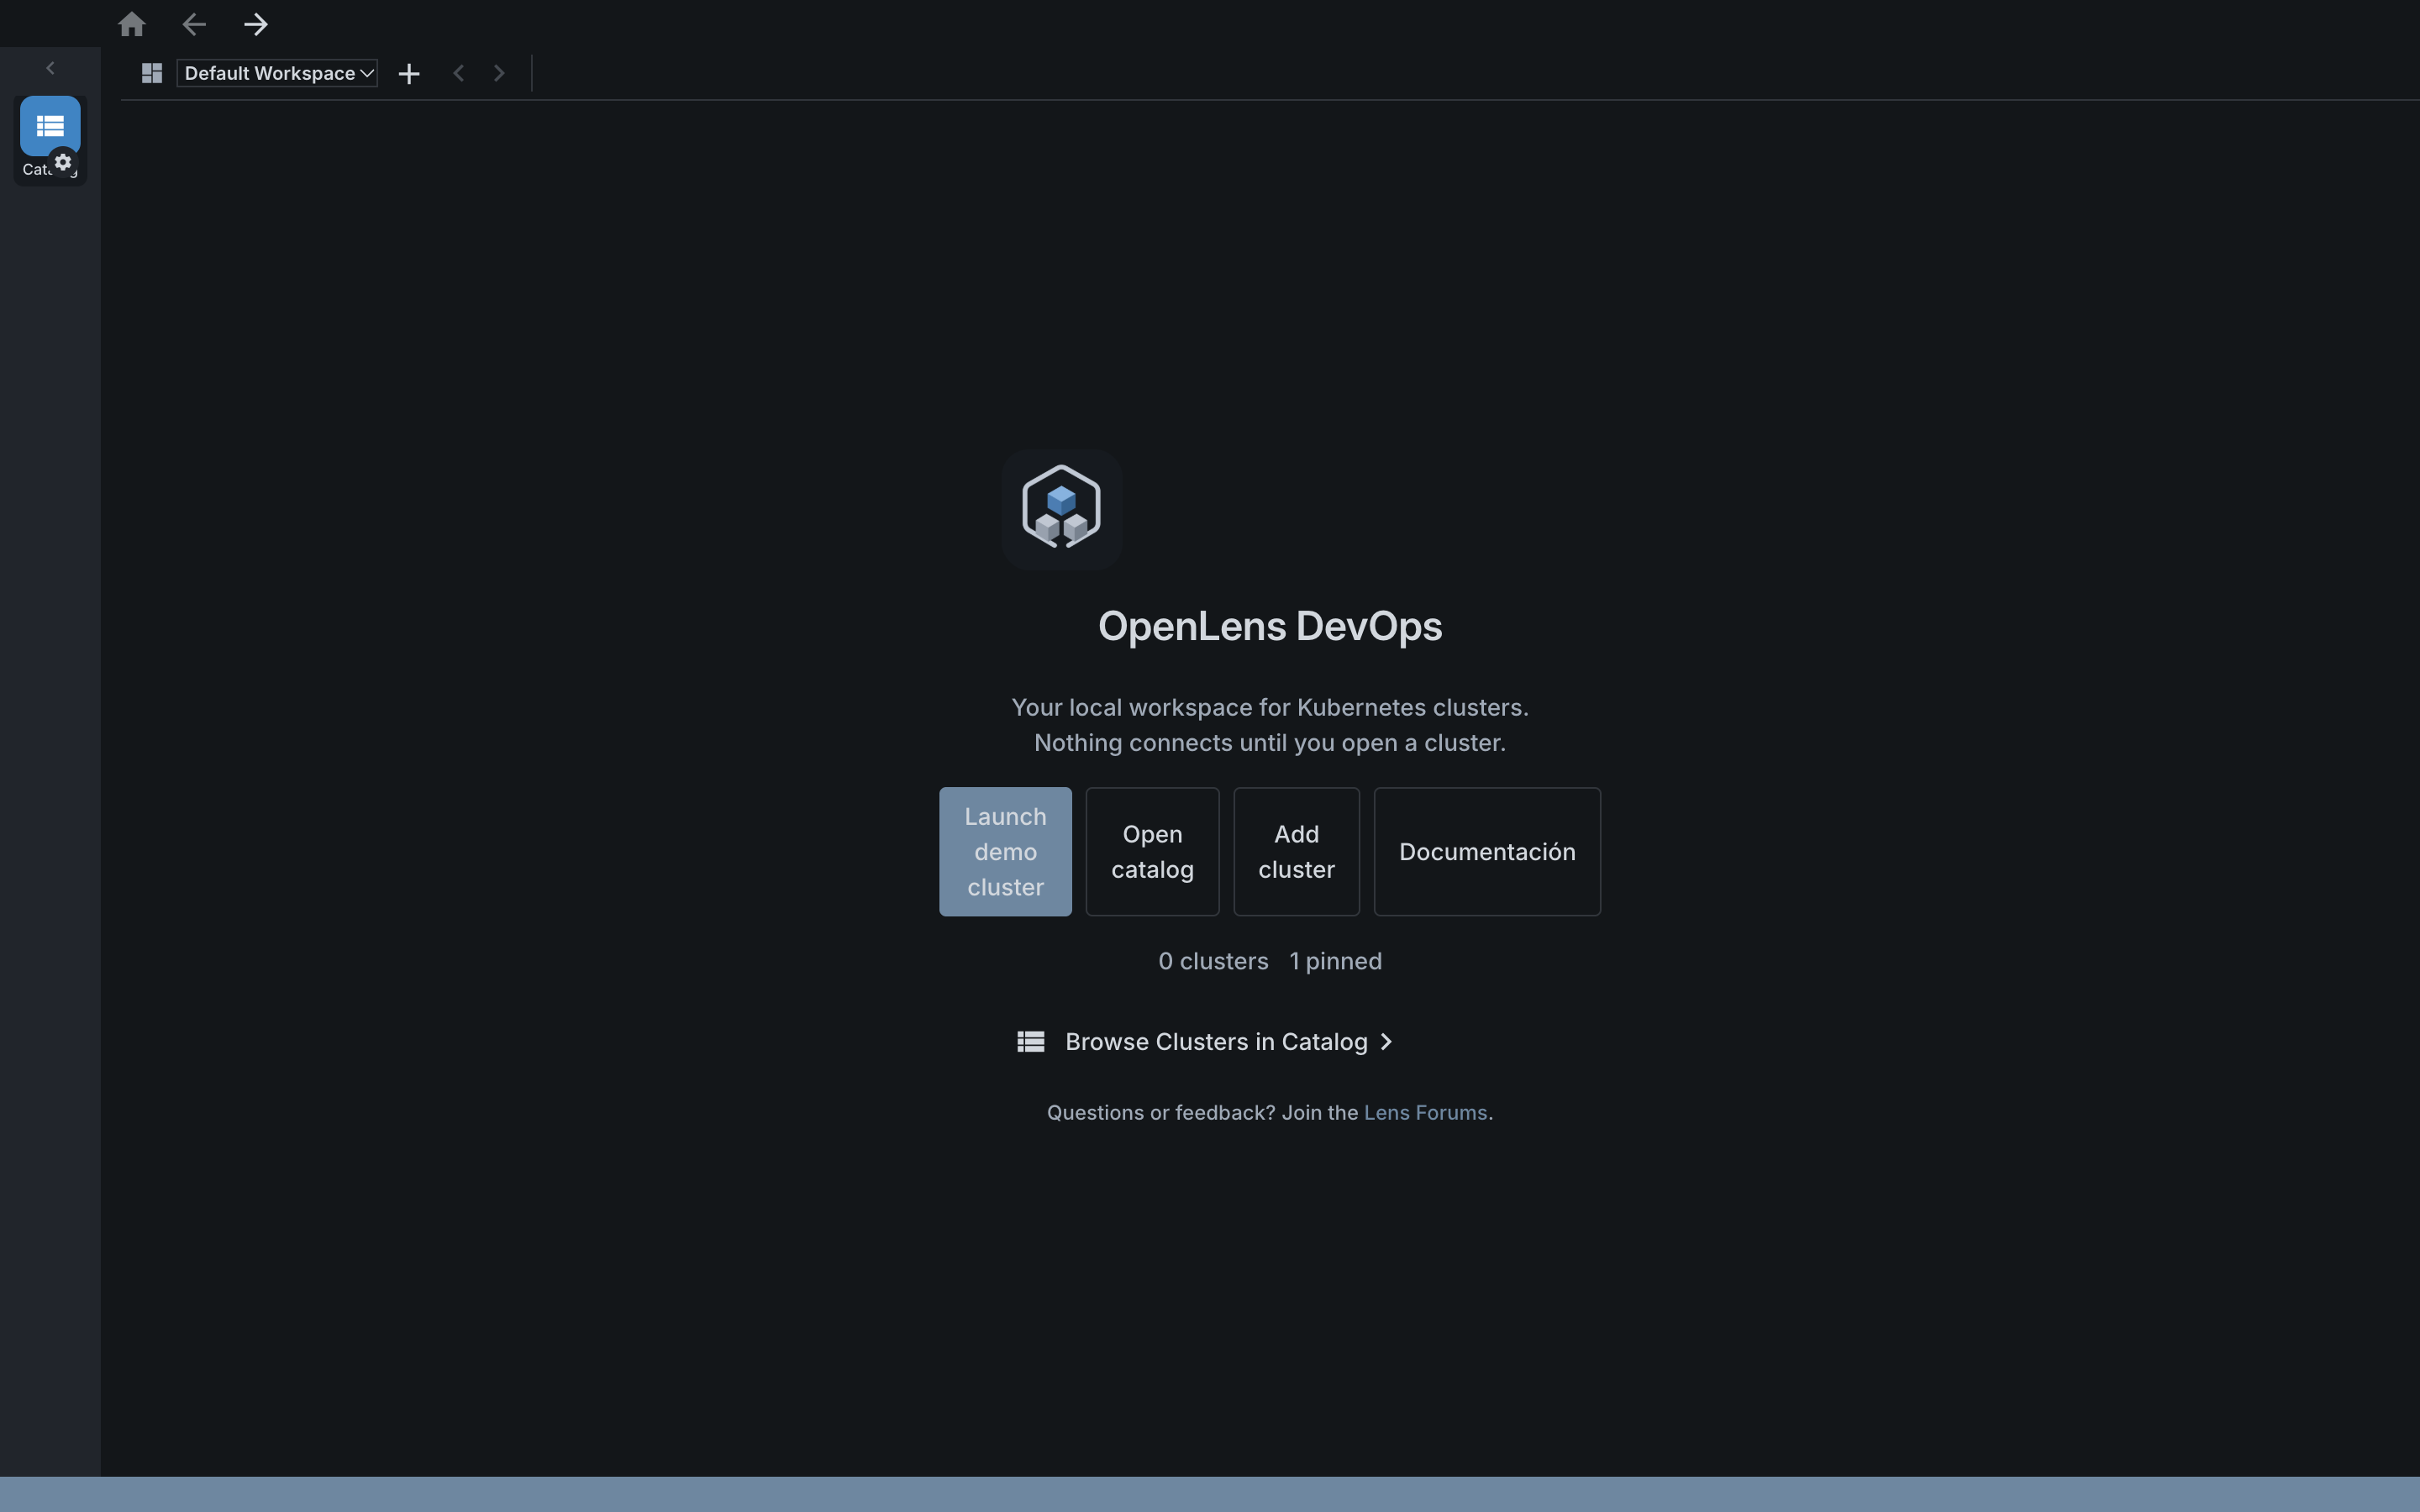 Default Workspace
OpenLens DevOps
Your local workspace for Kubernetes clusters.
Nothing connects until you open a cluster.
Launch
demo
cluster
Open
catalog
Add
cluster
Documentación
0 clusters 1 pinned
Browse Clusters in Catalog
Questions or feedback? Join the Lens Forums.